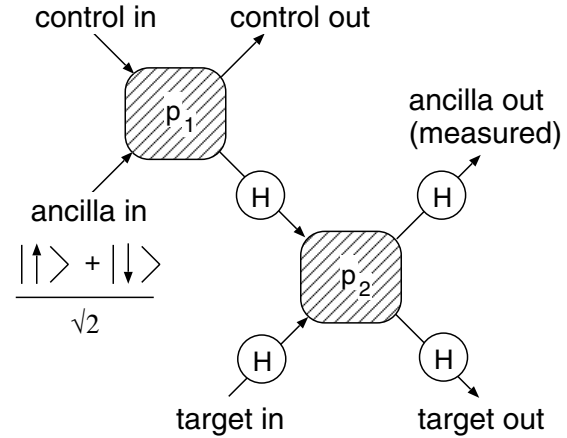 control in
control out
p1
ancilla out
(measured)
H
H
ancilla in
|↑〉 + |↓〉
√2
p2
H
H
target in
target out